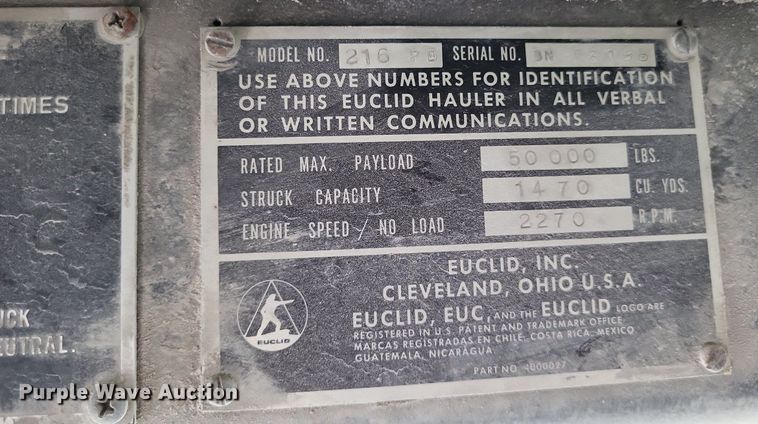 TIMES
UCK
EUTRAL.
MODEL NO. 216 SERIAL NO.
USE ABOVE NUMBERS FOR IDENTIFICATION
OF THIS EUCLID HAULER IN ALL VERBAL
OR WRITTEN COMMUNICATIONS.
RATED MAX. PAYLOAD 50 000 LBS.
STRUCK CAPACITY 14 70 CU. YDS.
ENGINE SPEED / NO LOAD 2270 R.P.M.
EUCLID, INC.
CLEVELAND, OHIO U.S.A.
EUCLID, EUC, AND THE EUCLID LOGO ARE
REGISTERED IN U.S. PATENT AND TRADEMARK OFFICE
MARCAS REGISTRADAS EN CHILE, COSTA RICA, MEXICO
GUATEMALA, NICARAGUA
PART NO. 4000027
EUCLID
Purple Wave Auction